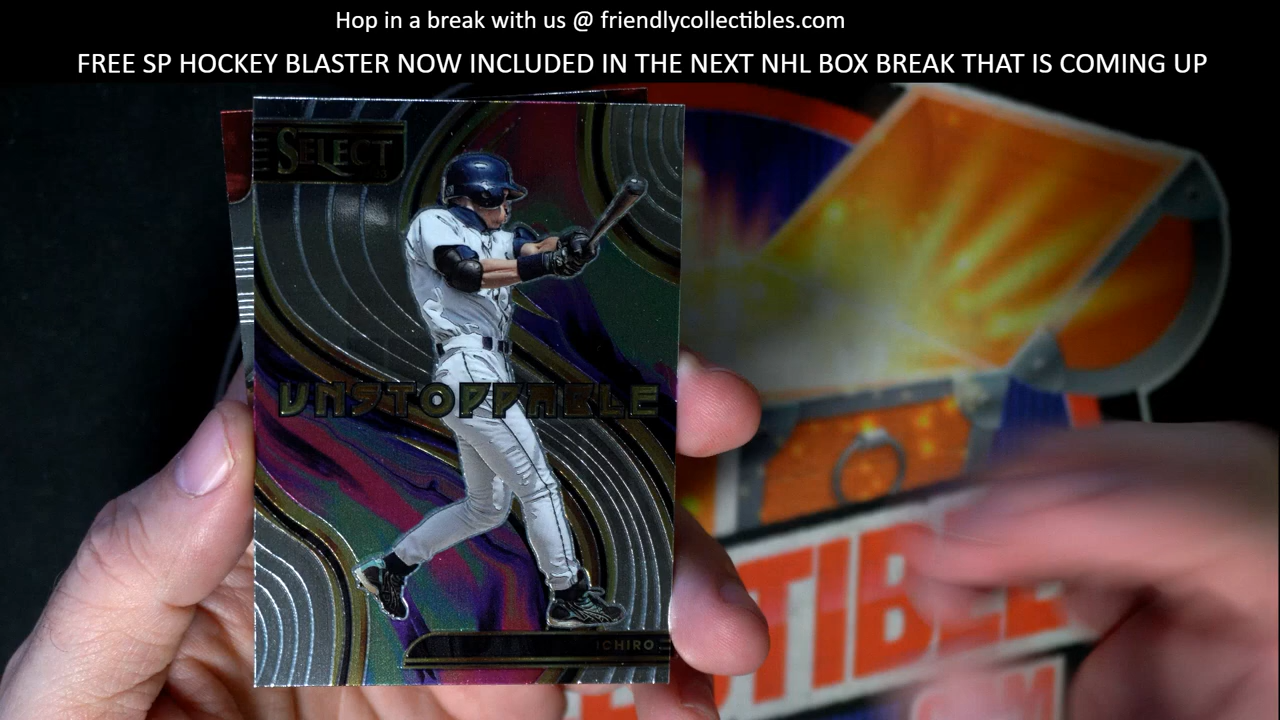 Hop in a break with us @ friendlycollectibles.com
FREE SP HOCKEY BLASTER NOW INCLUDED IN THE NEXT NHL BOX BREAK THAT IS COMING UP
SELECT
UNSTOPPABLE
ICHIRO